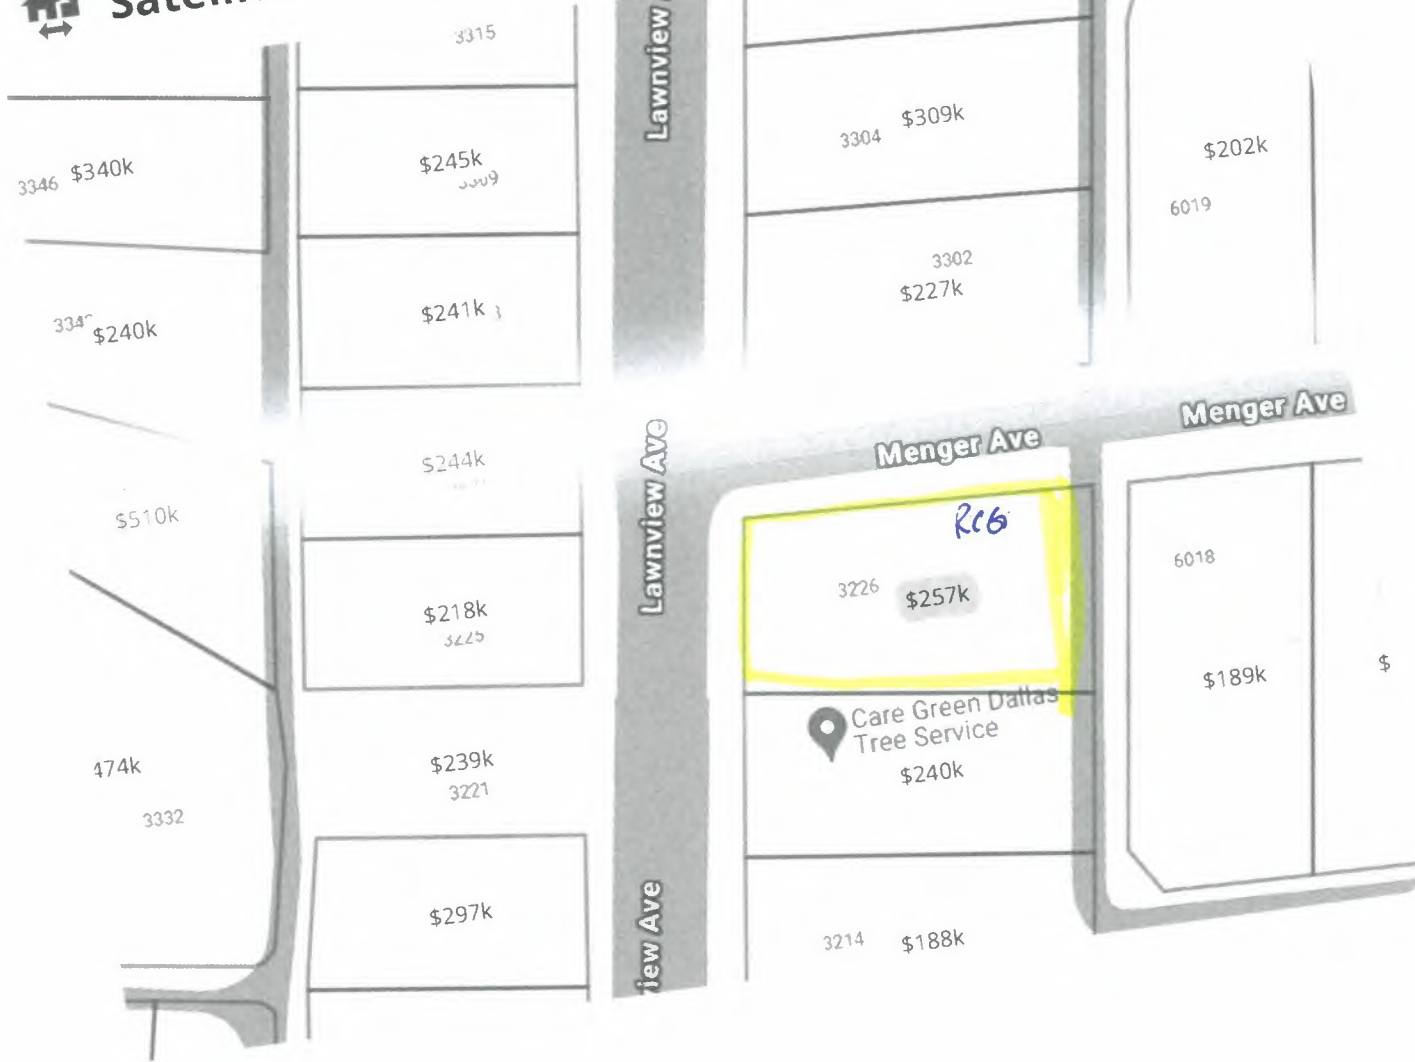 3315
Lawnview
3304 $309k
$202k
6019
3346 $340k
$245k
3302
$227k
$241k
$240k
Menger Ave
Menger Ave
Lawnview Ave
$244k
$510k
RCG
6018
3226 $257k
$218k
3225
$189k
$
Care Green Dallas
Tree Service
$240k
$239k
3221
474k
3332
$297k
3214 $188k
view Ave